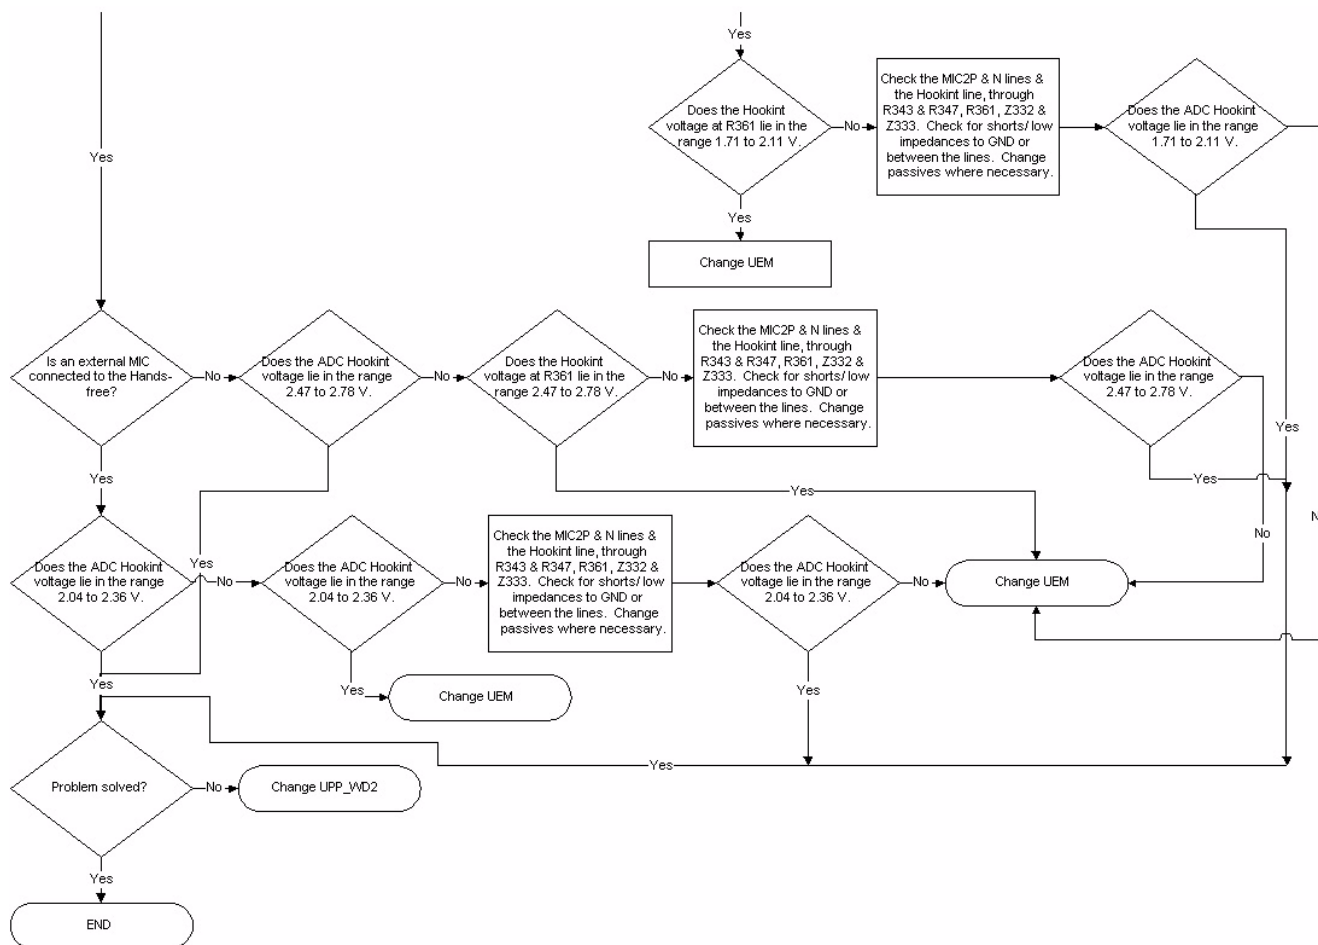 Yes
Does the Hookint
voltage at R361 lie in the
range 1.71 to 2.11 V.
No
Check the MIC2P & N lines &
the Hookint line, through
R343 & R347, R361, Z332 &
Z333. Check for shorts/low
impedances to GND or
between the lines. Change
passives where necessary.
Does the ADC Hookint
voltage lie in the range
1.71 to 2.11 V.
Yes
Yes
Change UEM
Is an external MIC
connected to the Hands-
free?
No
Does the ADC Hookint
voltage lie in the range
2.47 to 2.78 V.
No
Does the Hookint
voltage at R361 lie in the
range 2.47 to 2.78 V.
No
Check the MIC2P & N lines &
the Hookint line, through
R343 & R347, R361, Z332 &
Z333. Check for shorts/low
impedances to GND or
between the lines. Change
passives where necessary.
Does the ADC Hookint
voltage lie in the range
2.47 to 2.78 V.
Yes
Yes
Yes
Yes
No
Does the ADC Hookint
voltage lie in the range
2.04 to 2.36 V.
Yes
No
Does the ADC Hookint
voltage lie in the range
2.04 to 2.36 V.
No
Check the MIC2P & N lines &
the Hookint line, through
R343 & R347, R361, Z332 &
Z333. Check for shorts/low
impedances to GND or
between the lines. Change
passives where necessary.
Does the ADC Hookint
voltage lie in the range
2.04 to 2.36 V.
No
Change UEM
Yes
Yes
Change UEM
Yes
Yes
Problem solved?
No
Change UPP_WD2
Yes
END